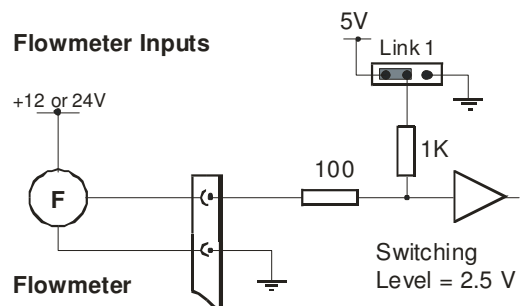 Flowmeter Inputs
5V
Link 1
+12 or 24V
1K
100
F
Switching
Level = 2.5 V
Flowmeter